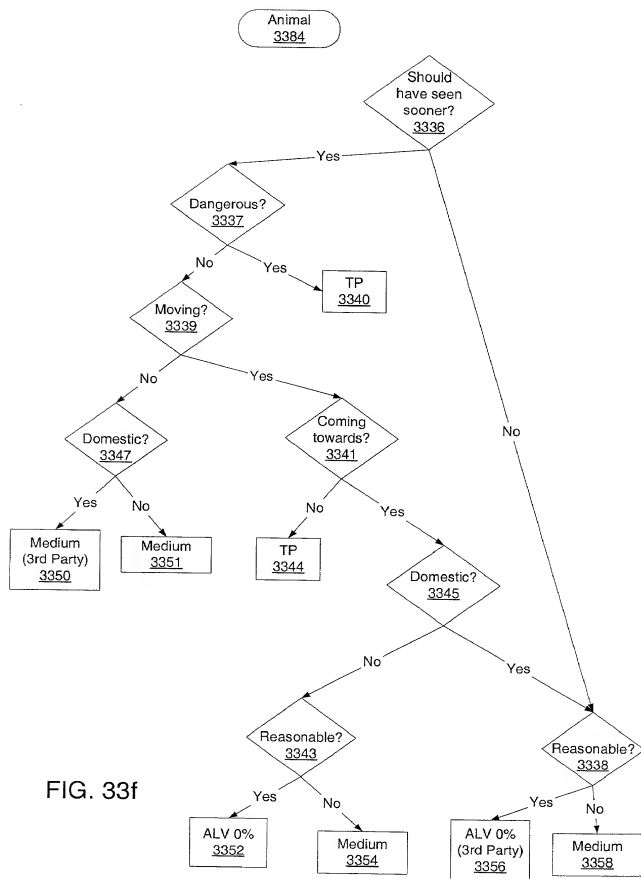 Animal
3384
Should
have seen
sooner?
3336
Yes
Dangerous?
3337
No
Yes
TP
3340
Moving?
3339
No
Yes
No
Domestic?
3347
Coming
towards?
3341
Yes
No
No
Yes
Medium
(3rd Party)
3350
Medium
3351
TP
3344
Domestic?
3345
No
Yes
Reasonable?
3343
Reasonable?
3338
FIG. 33f
Yes
No
Yes
No
ALV 0%
3352
Medium
3354
ALV 0%
(3rd Party)
3356
Medium
3358